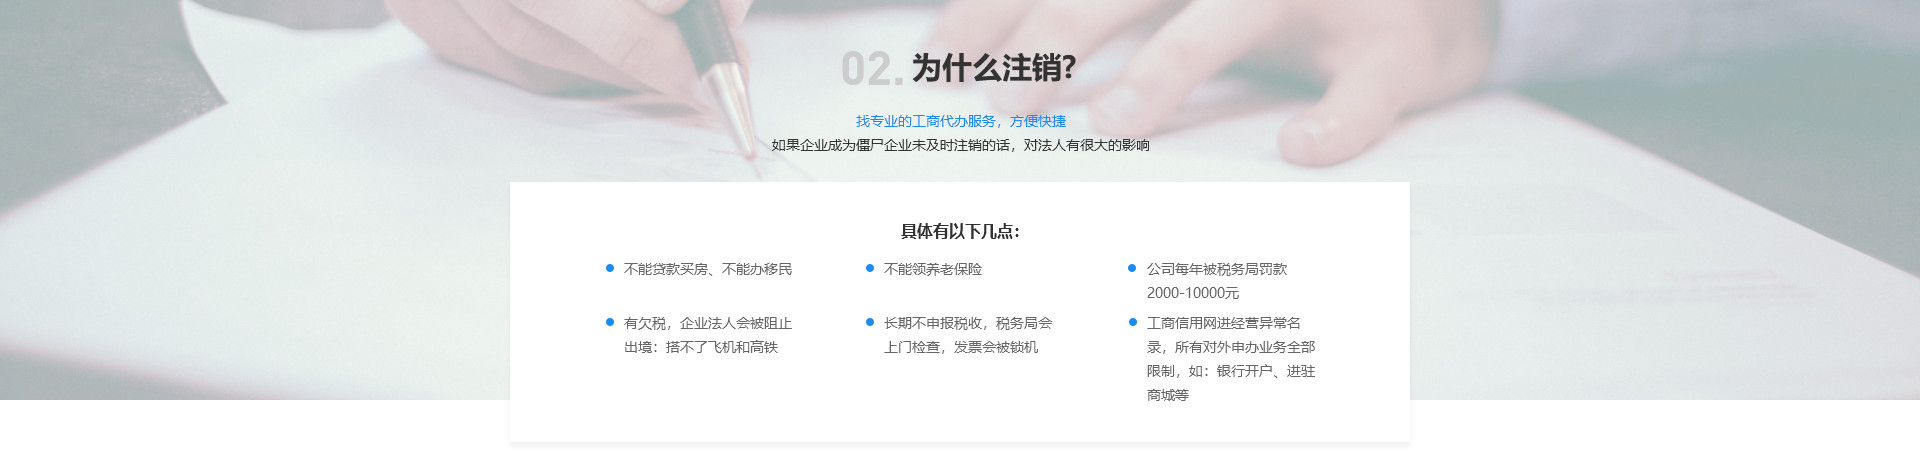 02. 为什么注销?
找专业的工商代办服务，方便快捷
如果企业成为僵尸企业未及时注销的话，对法人有很大的影响
具体有以下几点：
不能贷款买房、不能办移民
不能领养老保险
公司每年被税务局罚款
2000-10000元
有欠税，企业法人会被阻止
出境：搭不了飞机和高铁
长期不申报税收，税务局会
上门检查，发票会被锁机
工商信用网进经营异常名
录，所有对外申办业务全部
限制，如：银行开户、进驻
商城等